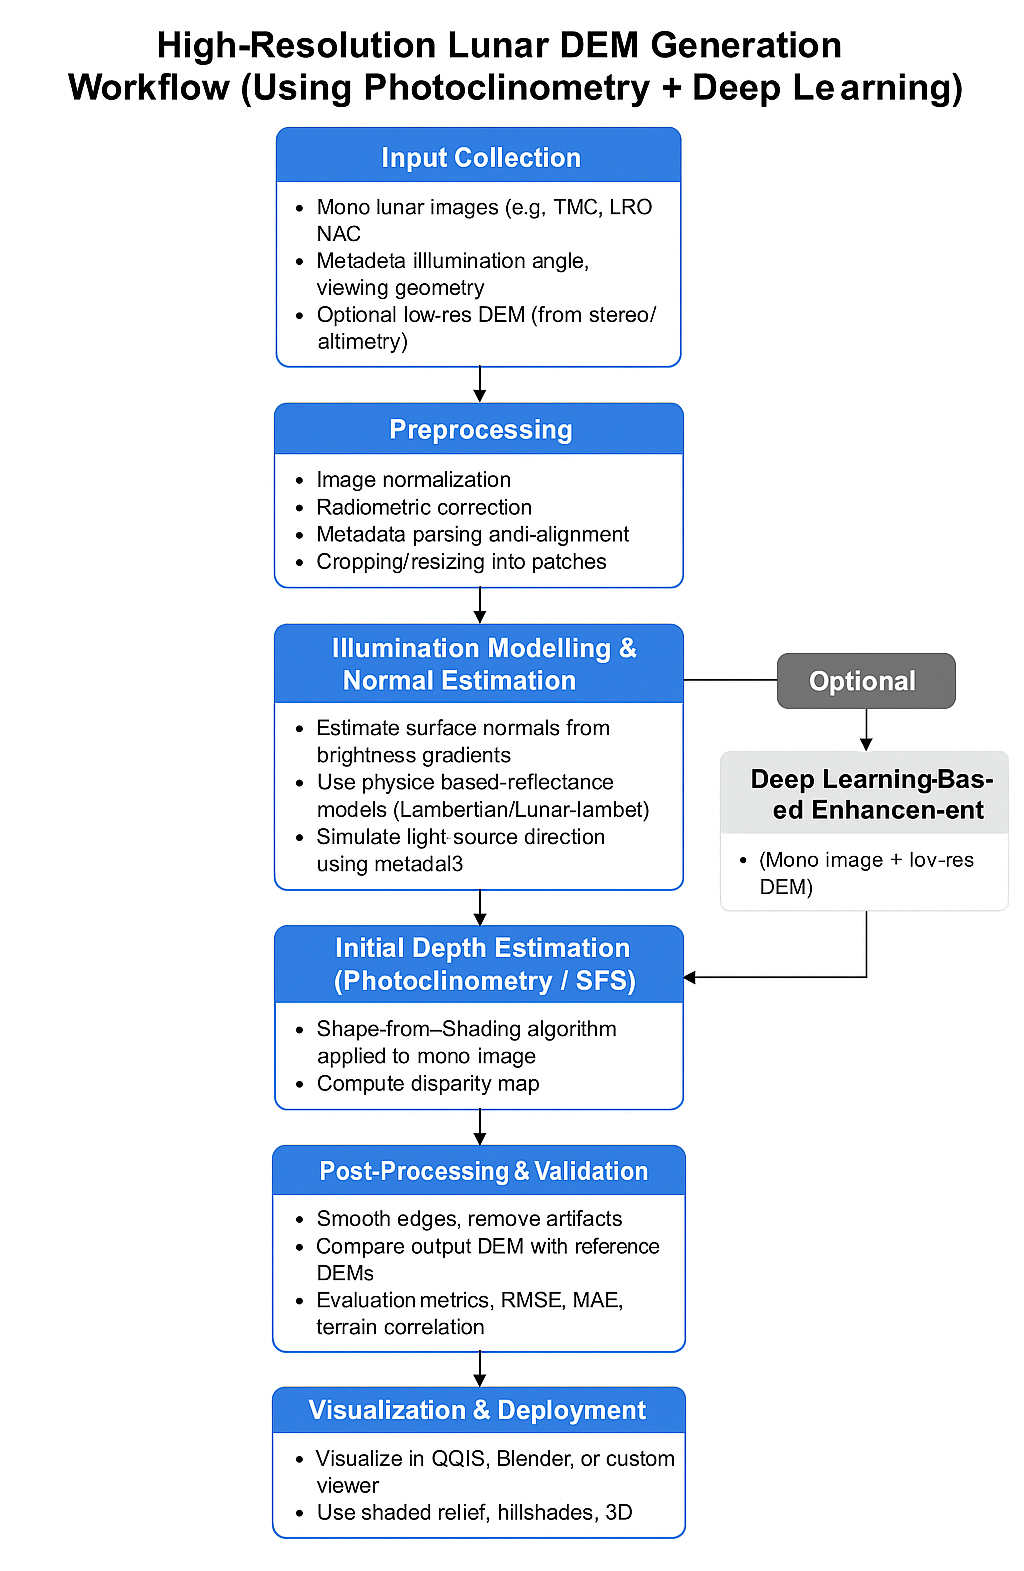 High-Resolution Lunar DEM Generation
Workflow (Using Photoclinometry + Deep Learning)
Input Collection
• Mono lunar images (e.g, TMC, LRO
NAC
• Metadeta illlumination angle,
viewing geometry
• Optional low-res DEM (from stereo/
altimetry)
Preprocessing
• Image normalization
• Radiometric correction
• Metadata parsing andi-alignment
• Cropping/resizing into patches
Illumination Modelling &
Normal Estimation
• Estimate surface normals from
brightness gradients
• Use physice based-reflectance
models (Lambertian/Lunar-lambet)
• Simulate light-source direction
using metadal3
Optional
Deep Learning-Bas-
ed Enhancen-ent
• (Mono image + lov-res
DEM)
Initial Depth Estimation
(Photoclinometry / SFS)
• Shape-from–Shading algorithm
applied to mono image
• Compute disparity map
Post-Processing & Validation
• Smooth edges, remove artifacts
• Compare output DEM with reference
DEMs
• Evaluation metrics, RMSE, MAE,
terrain correlation
Visualization & Deployment
• Visualize in QQIS, Blender, or custom
viewer
• Use shaded relief, hillshades, 3D